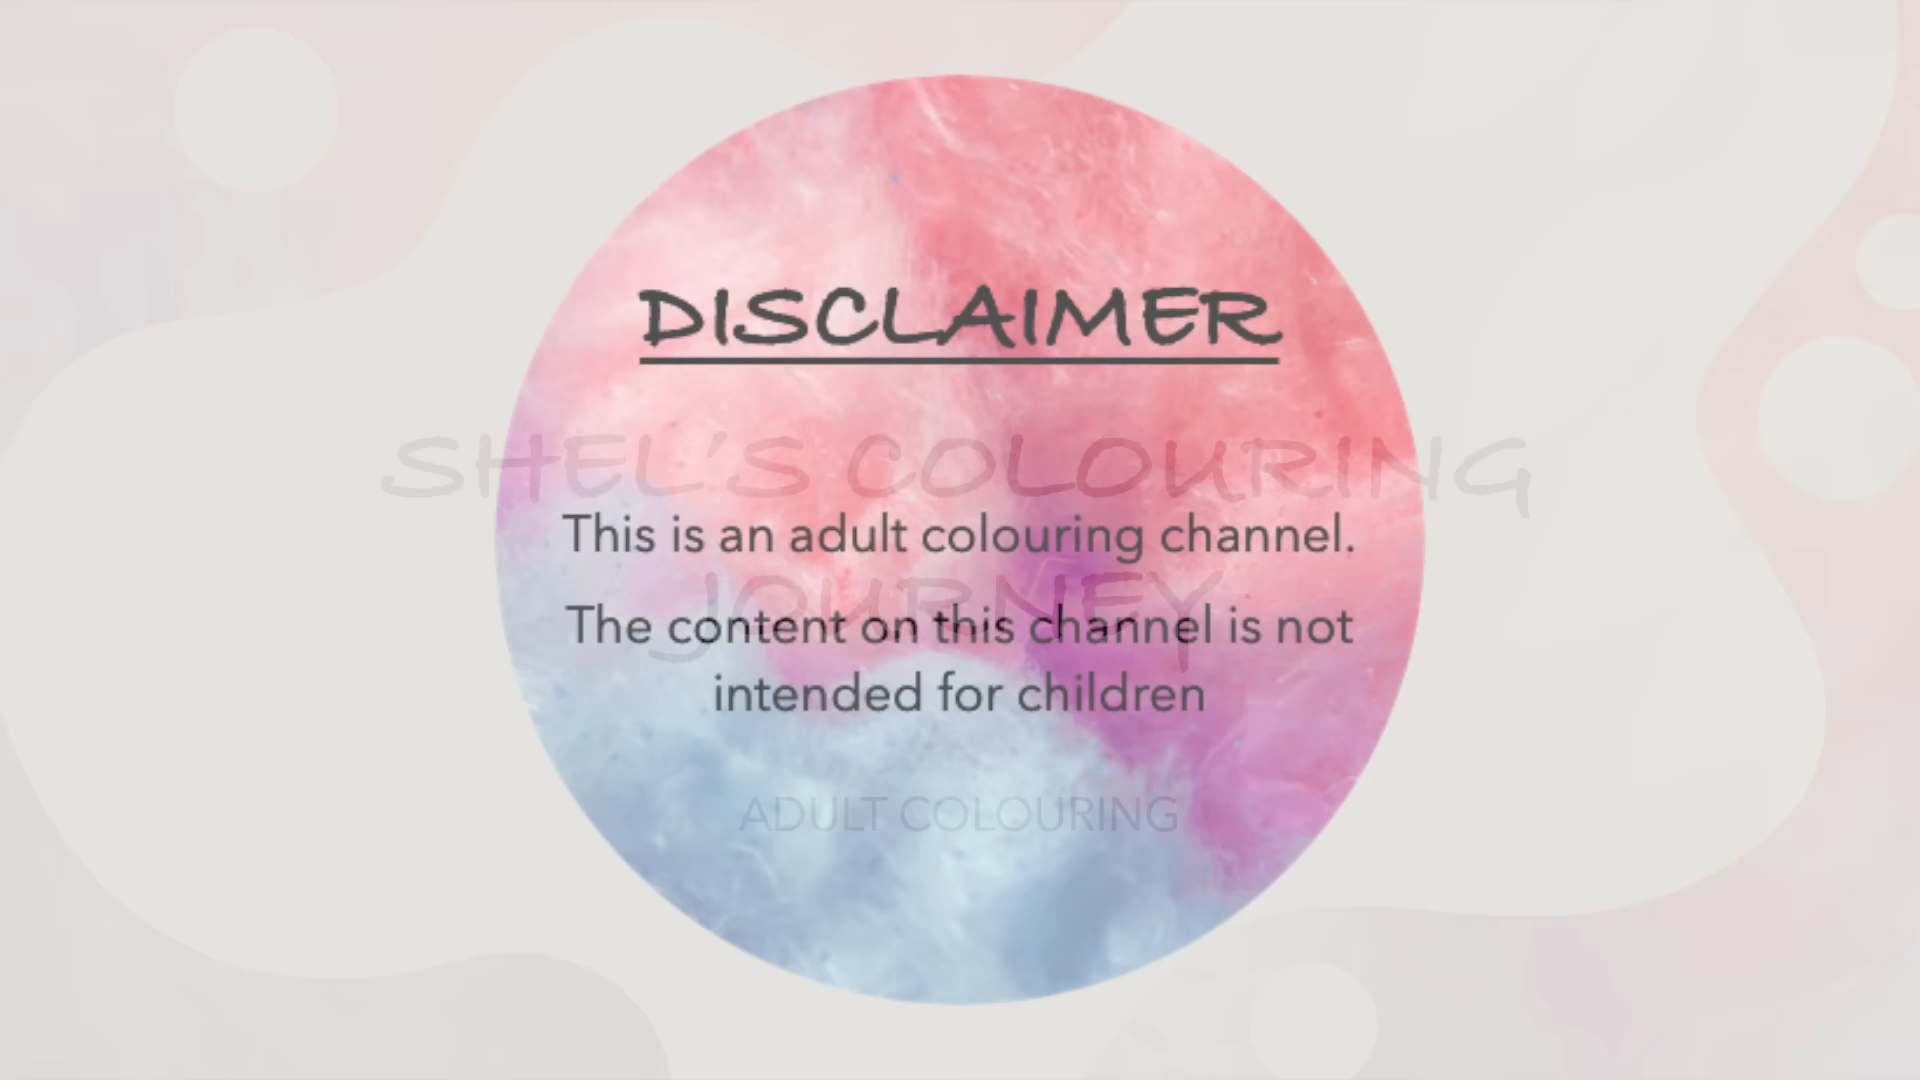 DISCLAIMER
SHEL'S COLOURING
This is an adult colouring channel.
JOURNEY
The content on this channel is not
intended for children
ADULT COLOURING